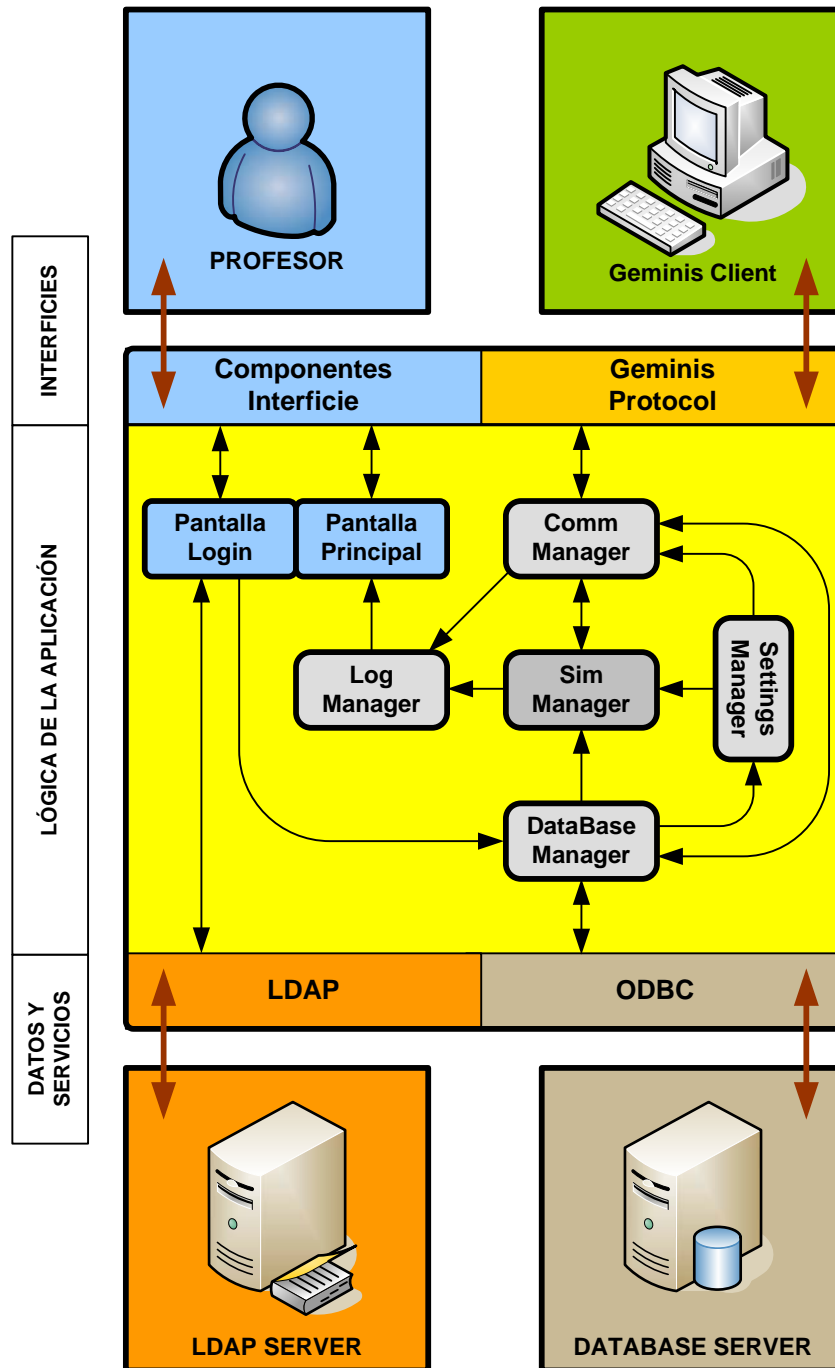 PROFESOR
Geminis Client
INTERFICIES
Componentes
Interficie
Geminis
Protocol
LÓGICA DE LA APLICACIÓN
Pantalla
Login
Pantalla
Principal
Comm
Manager
Log
Manager
Sim
Manager
Settings
Manager
DataBase
Manager
DATOS Y
SERVICIOS
LDAP
ODBC
LDAP SERVER
DATABASE SERVER